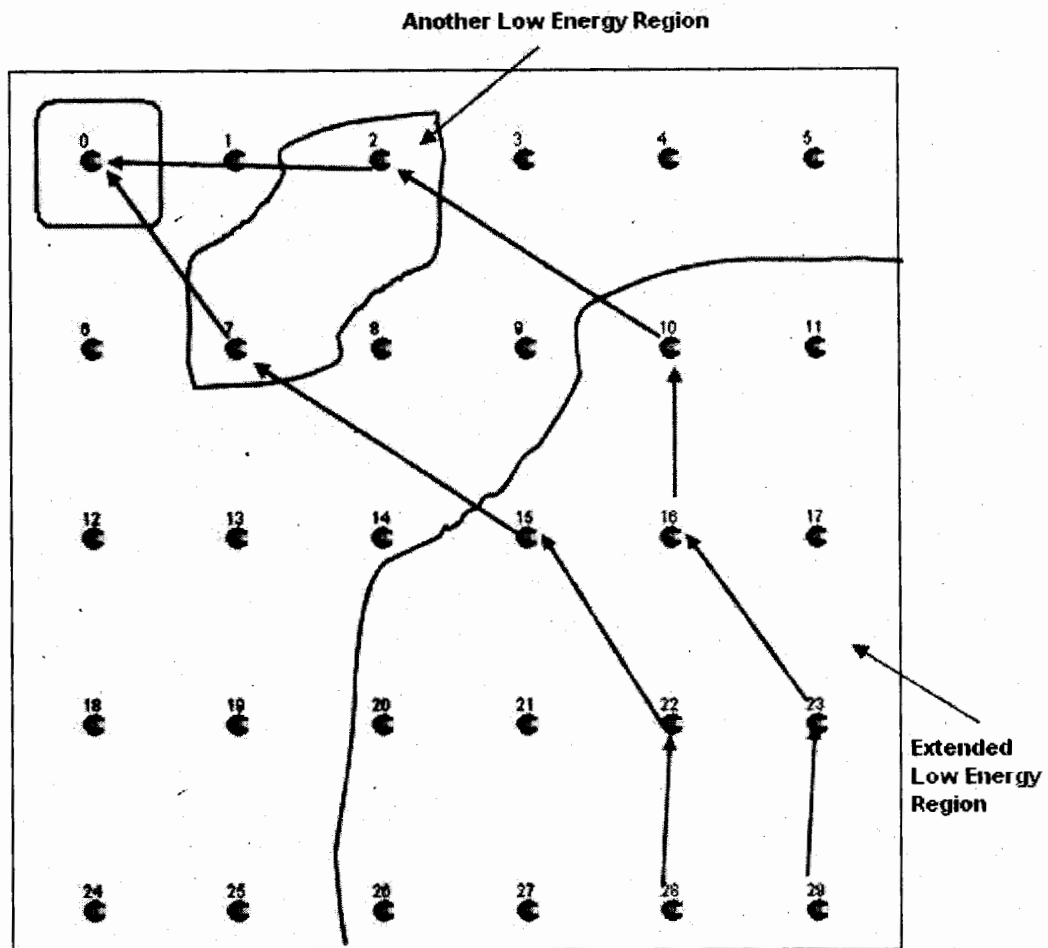 Another Low Energy Region
0 1 2 3 4 5
6 7 8 9 10 11
12 13 14 15 16 17
18 19 20 21 22 23
Extended
Low Energy
Region
24 25 26 27 28 29